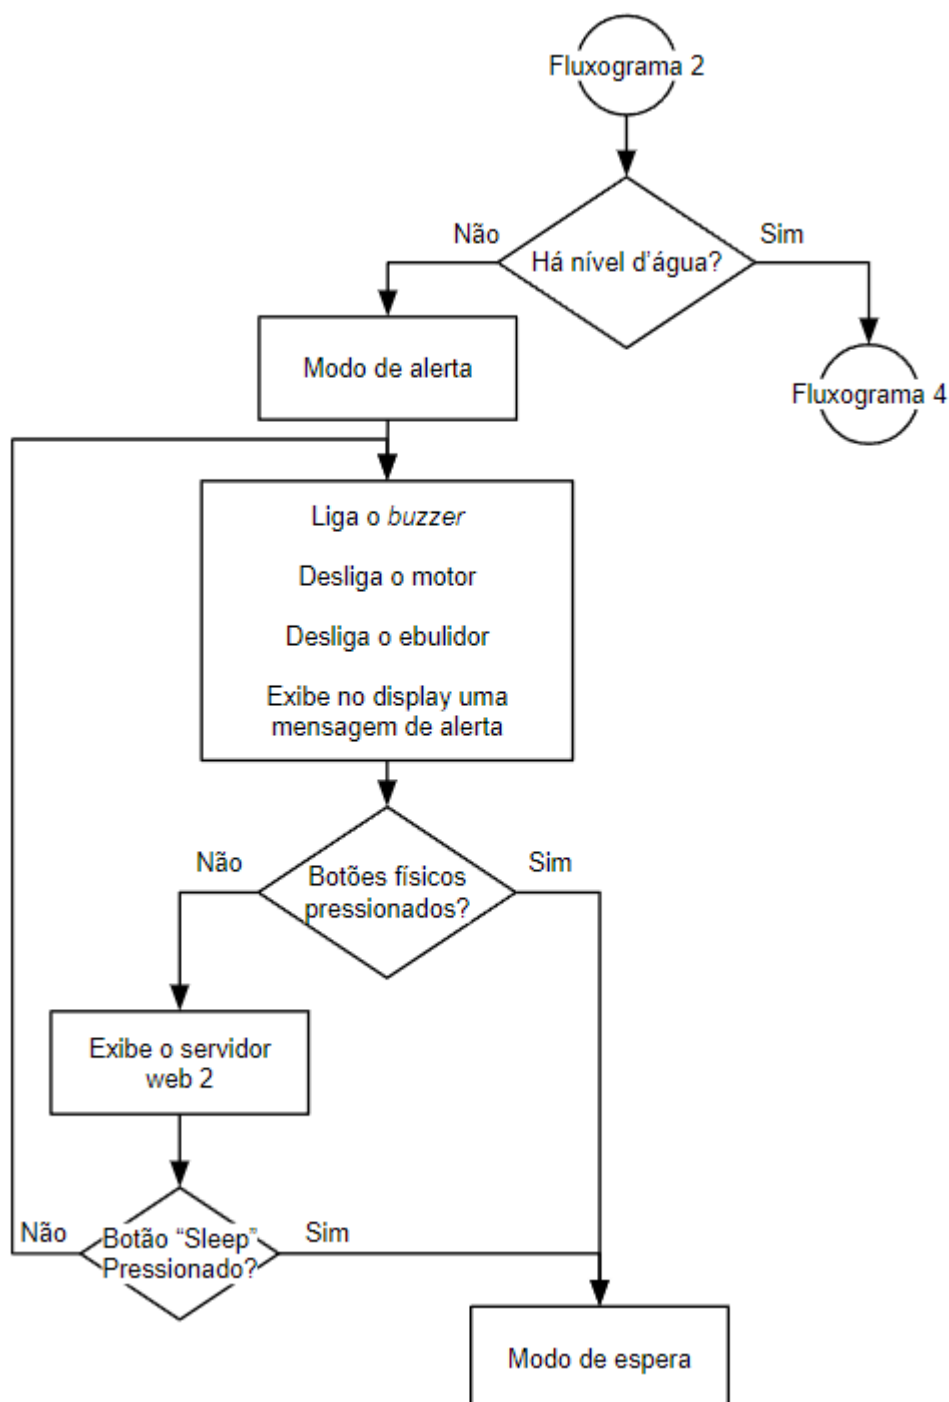 Fluxograma 2
Não
Sim
Há nível d'água?
Modo de alerta
Fluxograma 4
Liga o buzzer
Desliga o motor
Desliga o ebulidor
Exibe no display uma
mensagem de alerta
Não
Sim
Botões físicos
pressionados?
Exibe o servidor
web 2
Não
Botão “Sleep”
Pressionado?
Sim
Modo de espera